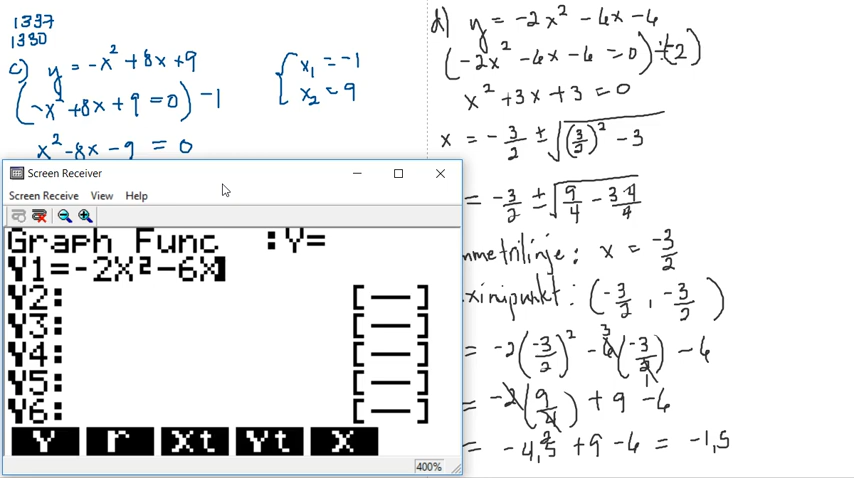 1337
1330
c) y = -x² + 8x + 9
(-x² + 8x + 9 = 0) -1
x² - 8x - 9 = 0
{ x₁ = -1
x₂ = 9
Screen Receiver
Screen Receive View Help
Graph Func :Y=
Y1=-2X²-6X
Y2: [—]
Y3: [—]
Y4: [—]
Y5: [—]
Y6: [—]
Y r Xt Yt X
400%
d) y = -2x² - 6x - 6
(-2x² - 6x - 6 = 0) ÷(-2)
x² + 3x + 3 = 0
x = -3/2 ± √((3/2)² - 3)
= -3/2 ± √(9/4 - 3·4/4)
mmetrilinje: x = -3/2
ximipunkt: (-3/2, -3/2)
= -2(-3/2)² - 6(-3/2) - 6
= -2(9/4) + 9 - 6
= -4,5 + 9 - 6 = -1,5